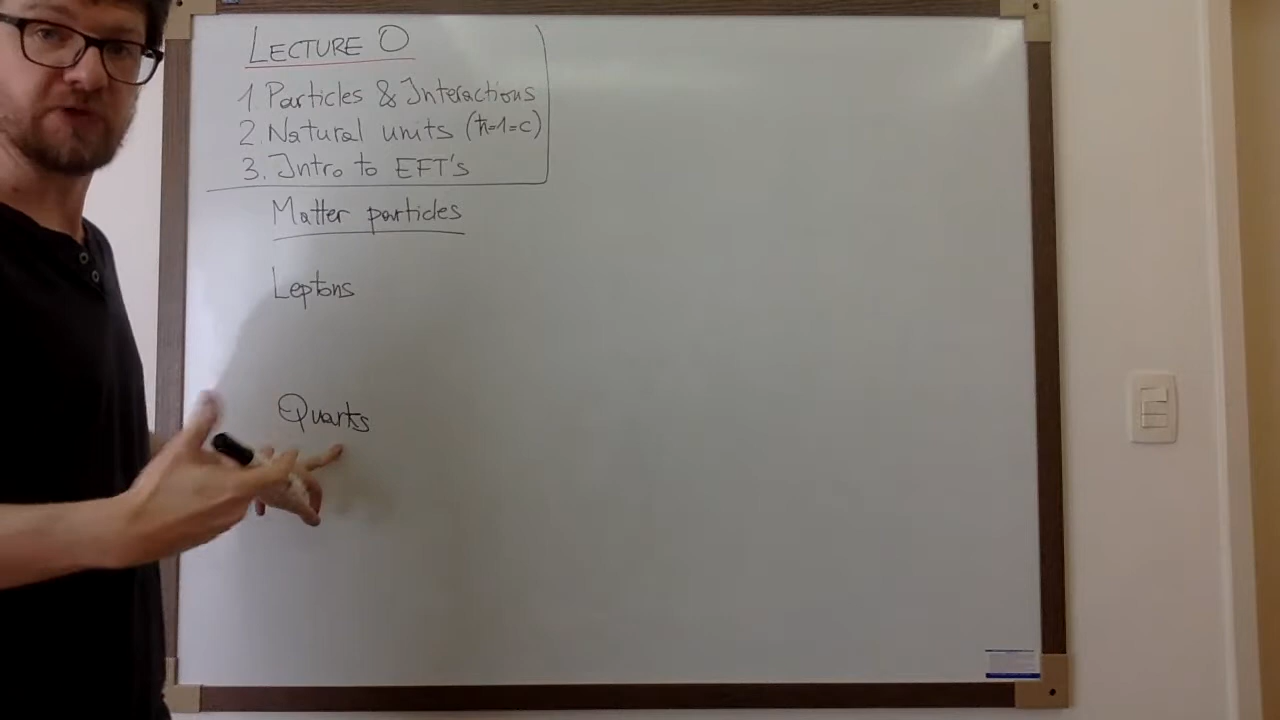 LECTURE 0
1. Particles & Interactions
2. Natural units (ħ=1=c)
3. Intro to EFT's
Matter particles
Leptons
Quarks